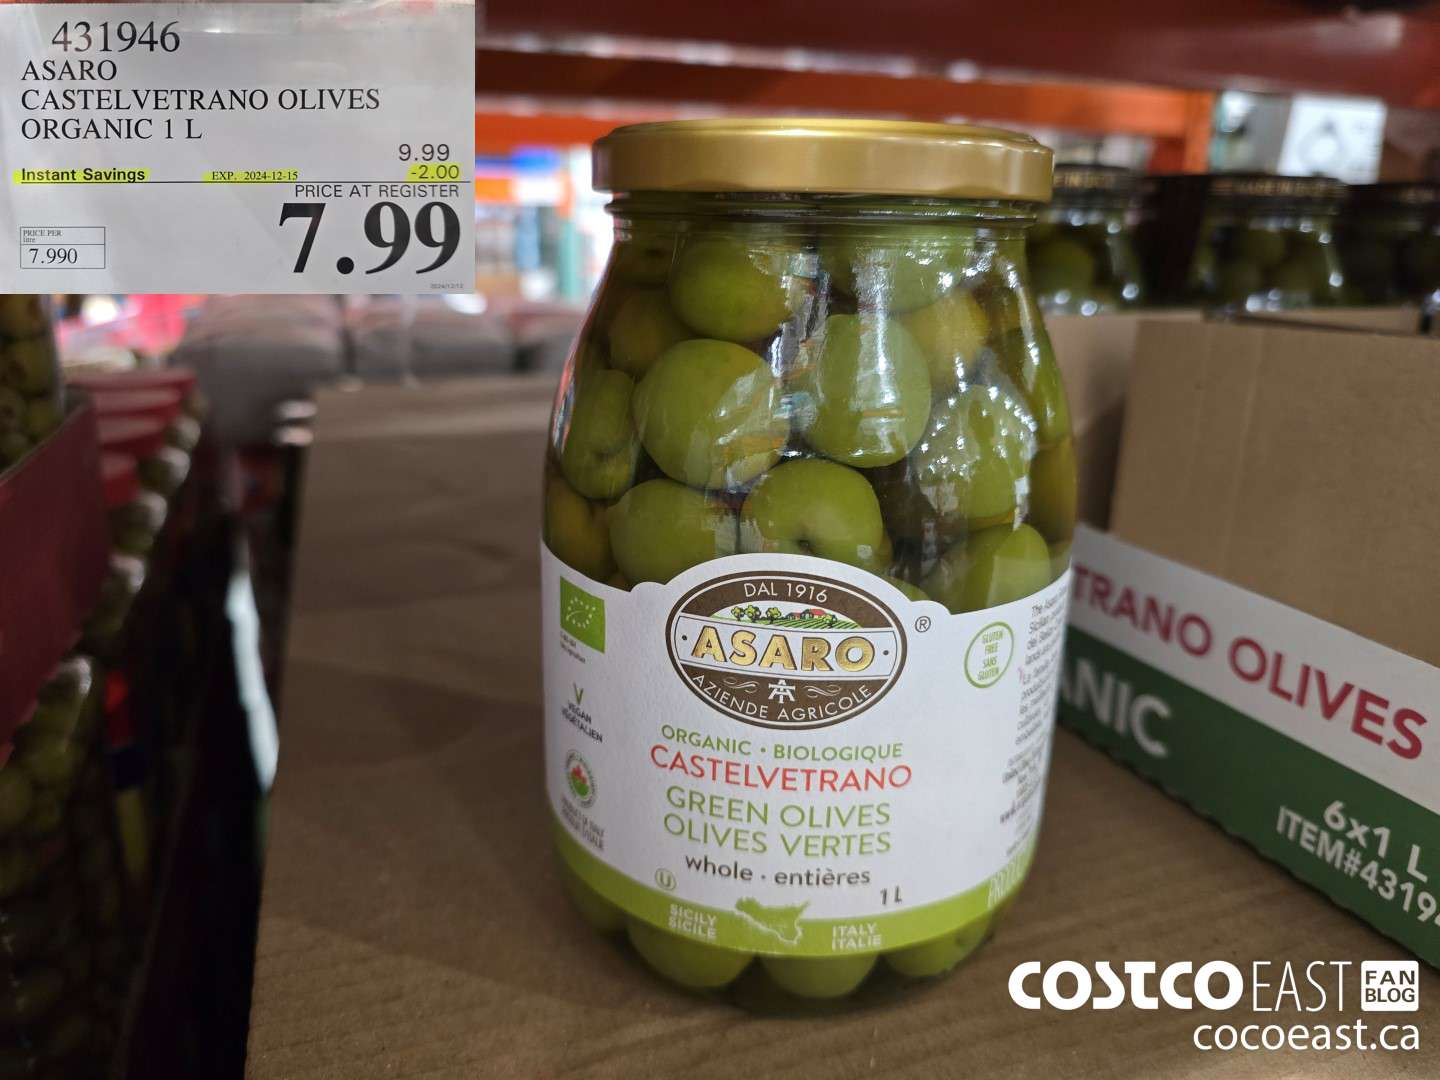 431946
ASARO
CASTELVETRANO OLIVES
ORGANIC 1 L
9.99
Instant Savings EXP. 2024-12-15 -2.00
PRICE AT REGISTER
7.99
PRICE PER
litre
7.990
2024/12/12
DAL 1916
ASARO ®
AZIENDE AGRICOLE
GLUTEN
FREE
SANS
GLUTEN
V
VEGAN
VÉGÉTALIEN
ORGANIC · BIOLOGIQUE
CASTELVETRANO
GREEN OLIVES
OLIVES VERTES
whole · entières
U
1 L
SICILY
SICILE
ITALY
ITALIE
TRANO OLIVES
ANIC
6x1 L
ITEM#4319
COSTCO EAST FAN
BLOG
cocoeast.ca